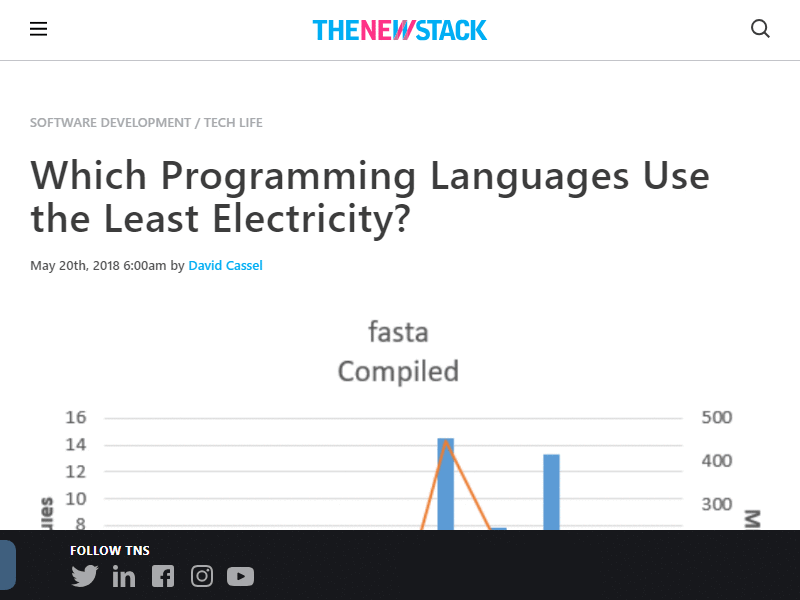 THENEWSTACK
SOFTWARE DEVELOPMENT / TECH LIFE
Which Programming Languages Use
the Least Electricity?
May 20th, 2018 6:00am by David Cassel
fasta
Compiled
16
500
14
400
12
10
300
8
FOLLOW TNS